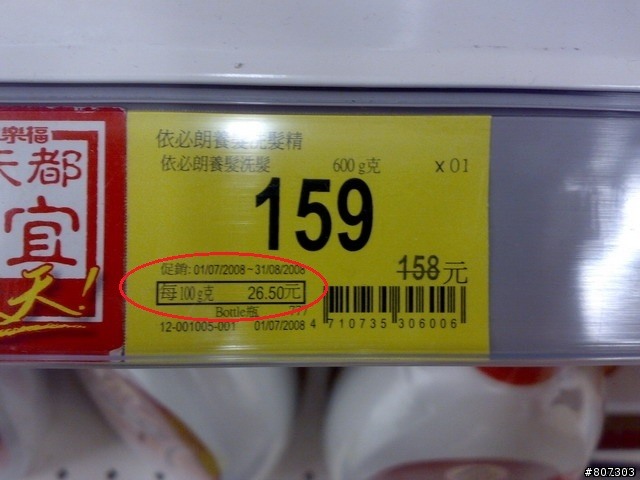 樂福
天都
宜
天!
依必朗養髮洗髮精
依必朗養髮洗髮 600g克 x01
159
158元
促銷: 01/07/2008~31/08/2008
每100g克 26.50元
Bottle瓶
12-001005-001 01/07/2008 4 710735 306006
#807303